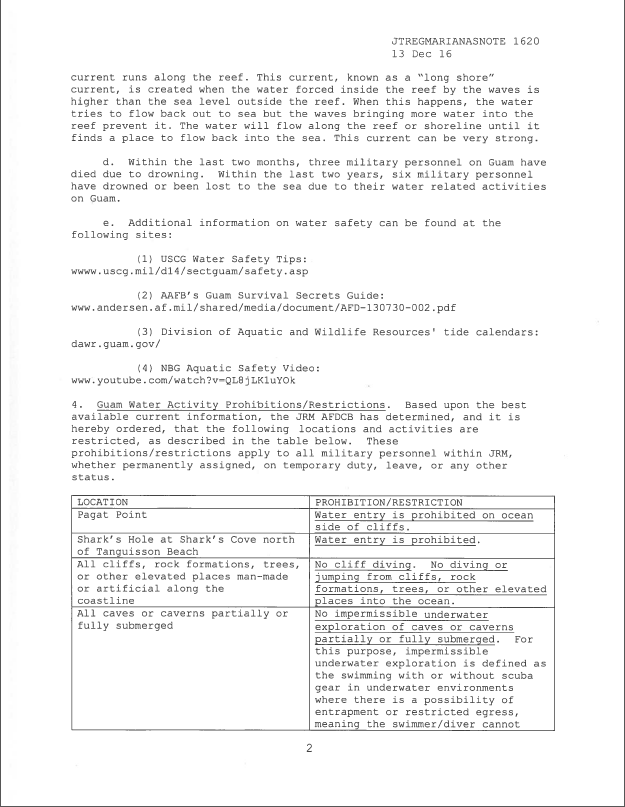 JTREGMARIANASNOTE 1620
13 Dec 16
current runs along the reef. This current, known as a "long shore"
current, is created when the water forced inside the reef by the waves is
higher than the sea level outside the reef. When this happens, the water
tries to flow back out to sea but the waves bringing more water into the
reef prevent it. The water will flow along the reef or shoreline until it
finds a place to flow back into the sea. This current can be very strong.
d. Within the last two months, three military personnel on Guam have
died due to drowning. Within the last two years, six military personnel
have drowned or been lost to the sea due to their water related activities
on Guam.
e. Additional information on water safety can be found at the
following sites:
(1) USCG Water Safety Tips:
wwww.uscg.mil/d14/sectguam/safety.asp
(2) AAFB's Guam Survival Secrets Guide:
www.andersen.af.mil/shared/media/document/AFD-130730-002.pdf
(3) Division of Aquatic and Wildlife Resources' tide calendars:
dawr.guam.gov/
(4) NBG Aquatic Safety Video:
www.youtube.com/watch?v=QL8jLKluYOk
4. Guam Water Activity Prohibitions/Restrictions. Based upon the best
available current information, the JRM AFDCB has determined, and it is
hereby ordered, that the following locations and activities are
restricted, as described in the table below. These
prohibitions/restrictions apply to all military personnel within JRM,
whether permanently assigned, on temporary duty, leave, or any other
status.
LOCATION
PROHIBITION/RESTRICTION
Pagat Point
Water entry is prohibited on ocean
side of cliffs.
Shark's Hole at Shark's Cove north
of Tanguisson Beach
Water entry is prohibited.
All cliffs, rock formations, trees,
or other elevated places man-made
or artificial along the
coastline
No cliff diving. No diving or
jumping from cliffs, rock
formations, trees, or other elevated
places into the ocean.
All caves or caverns partially or
fully submerged
No impermissible underwater
exploration of caves or caverns
partially or fully submerged. For
this purpose, impermissible
underwater exploration is defined as
the swimming with or without scuba
gear in underwater environments
where there is a possibility of
entrapment or restricted egress,
meaning the swimmer/diver cannot
2